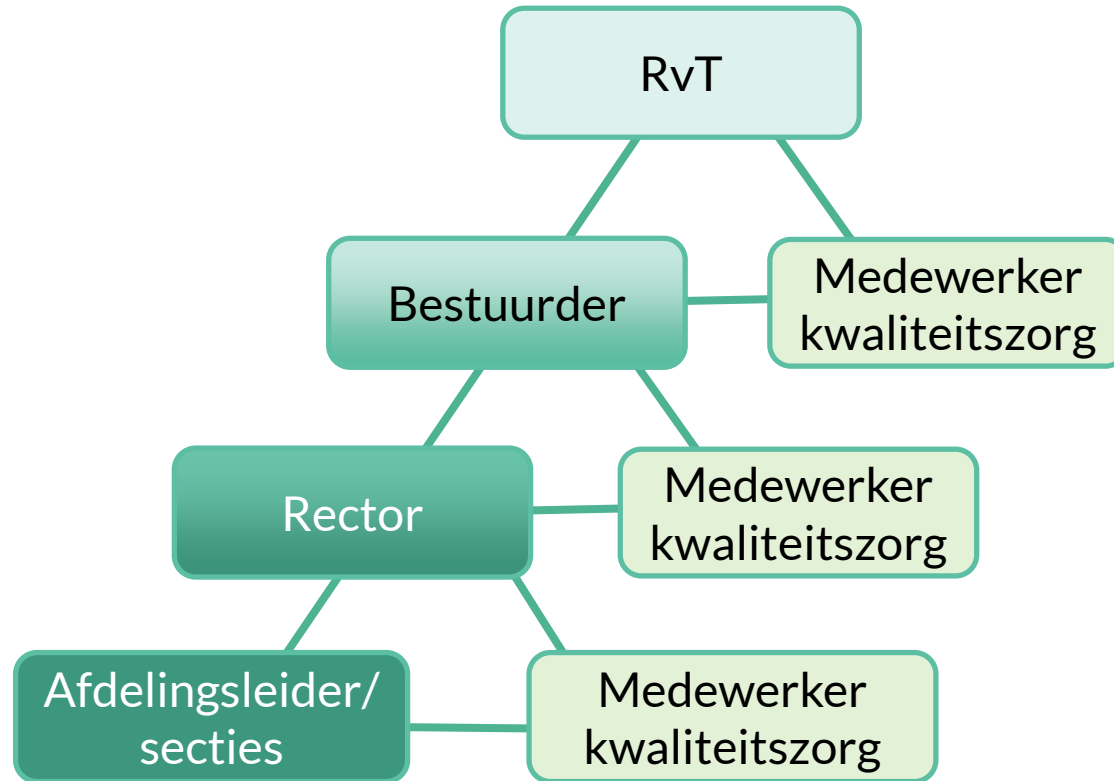 RvT
Bestuurder
Medewerker
kwaliteitszorg
Rector
Medewerker
kwaliteitszorg
Afdelingsleider/
secties
Medewerker
kwaliteitszorg